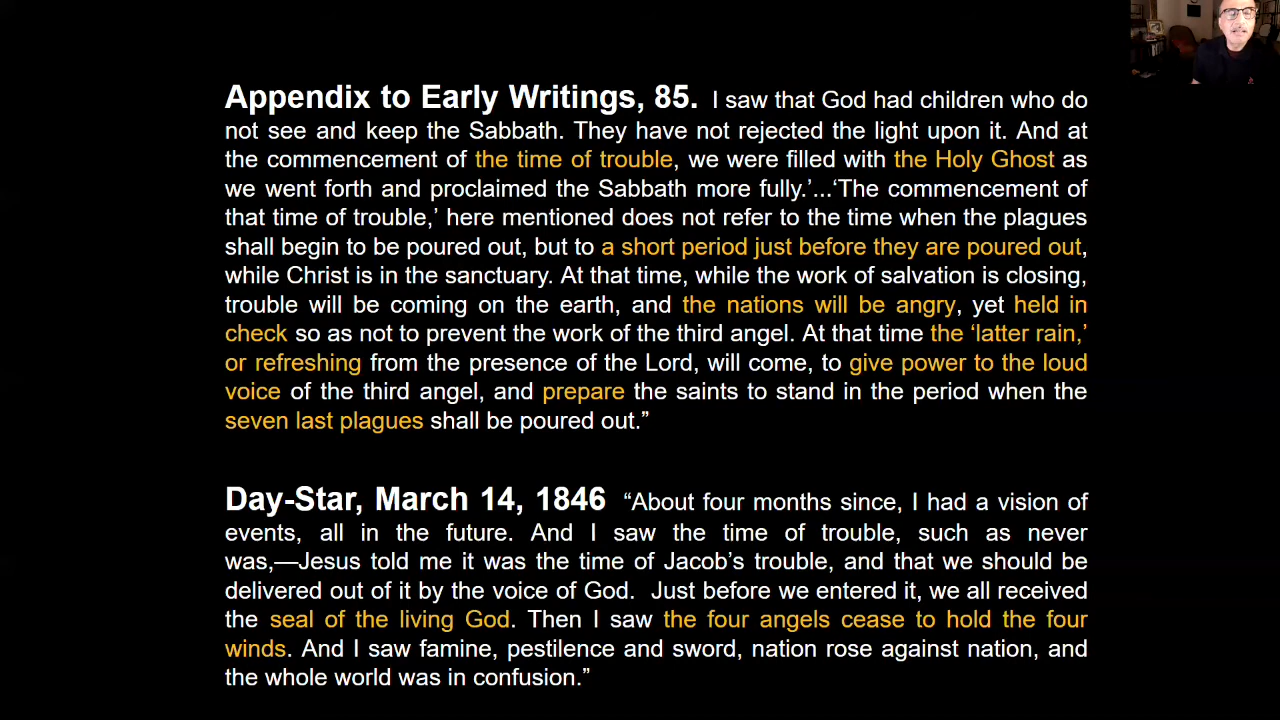 Appendix to Early Writings, 85. I saw that God had children who do
not see and keep the Sabbath. They have not rejected the light upon it. And at
the commencement of the time of trouble, we were filled with the Holy Ghost as
we went forth and proclaimed the Sabbath more fully.’...‘The commencement of
that time of trouble,’ here mentioned does not refer to the time when the plagues
shall begin to be poured out, but to a short period just before they are poured out,
while Christ is in the sanctuary. At that time, while the work of salvation is closing,
trouble will be coming on the earth, and the nations will be angry, yet held in
check so as not to prevent the work of the third angel. At that time the ‘latter rain,’
or refreshing from the presence of the Lord, will come, to give power to the loud
voice of the third angel, and prepare the saints to stand in the period when the
seven last plagues shall be poured out.”
Day-Star, March 14, 1846 “About four months since, I had a vision of
events, all in the future. And I saw the time of trouble, such as never
was,—Jesus told me it was the time of Jacob’s trouble, and that we should be
delivered out of it by the voice of God. Just before we entered it, we all received
the seal of the living God. Then I saw the four angels cease to hold the four
winds. And I saw famine, pestilence and sword, nation rose against nation, and
the whole world was in confusion.”